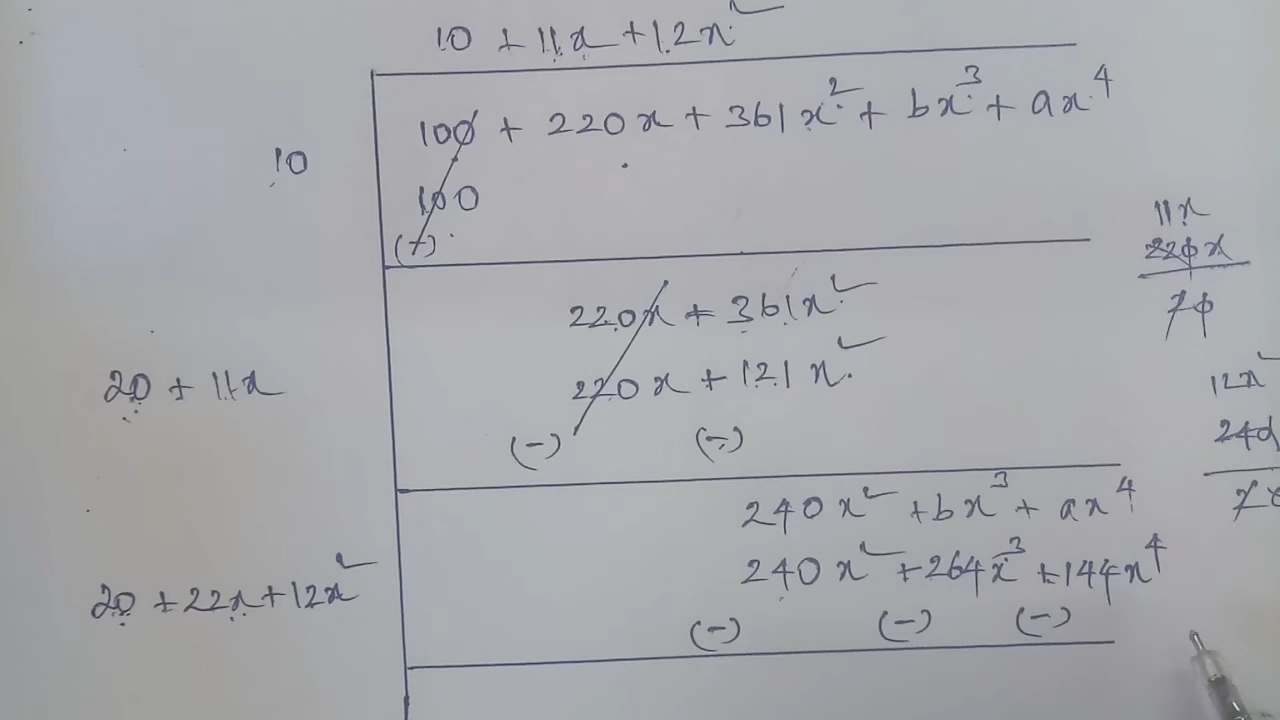 10 + 11x + 12x²
10
100 + 220x + 361x² + bx³ + ax⁴
100
(-)
20 + 11x
220x + 361x²
220x + 121x²
(-) (-)
20 + 22x + 12x²
240x² + bx³ + ax⁴
240x² + 264x³ + 144x⁴
(-) (-) (-)
11x
220x
12x²
240